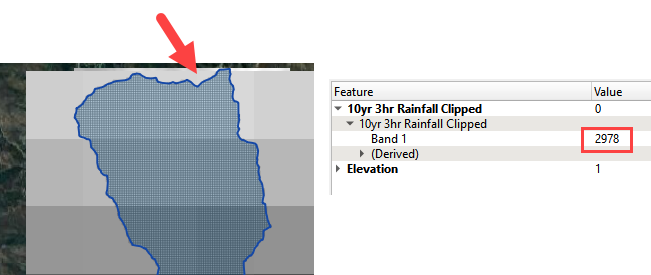 Feature Value
10yr 3hr Rainfall Clipped 0
10yr 3hr Rainfall Clipped
Band 1 2978
(Derived)
Elevation 1